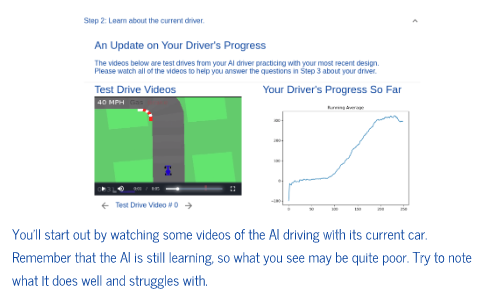 Step 2: Learn about the current driver.
An Update on Your Driver's Progress
The videos below are test drives from your AI driver practicing with your most recent design.
Please watch all of the videos to help you answer the questions in Step 3 about your driver.
Test Drive Videos
Your Driver's Progress So Far
40 MPH
Running Average
300
200
100
0
-100
0 50 100 150 200 250
Test Drive Video # 0
You'll start out by watching some videos of the AI driving with its current car.
Remember that the AI is still learning, so what you see may be quite poor. Try to note
what It does well and struggles with.